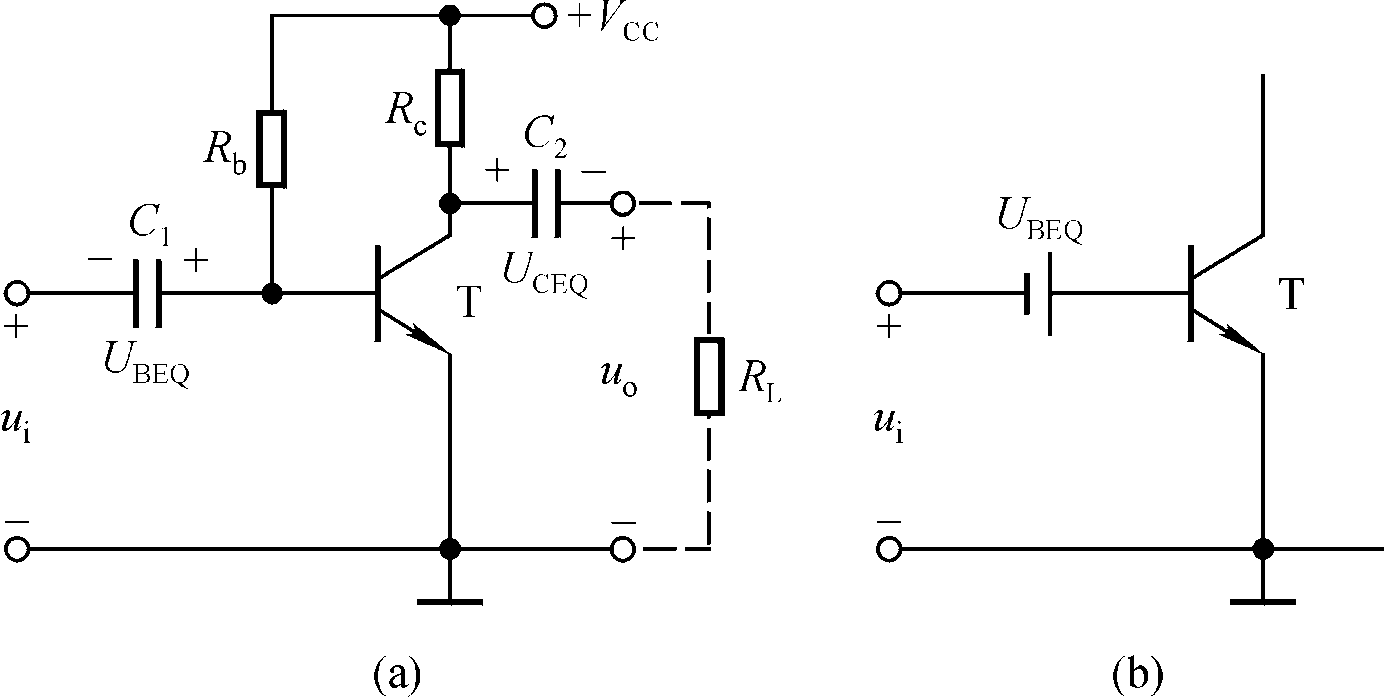 +V_CC
R_c
C_2
R_b
+ −
U_BEQ
C_1
− +
+
U_CEQ
T
T
+
+
U_BEQ
u_o
R_L
u_i
u_i
−
−
−
(a)
(b)